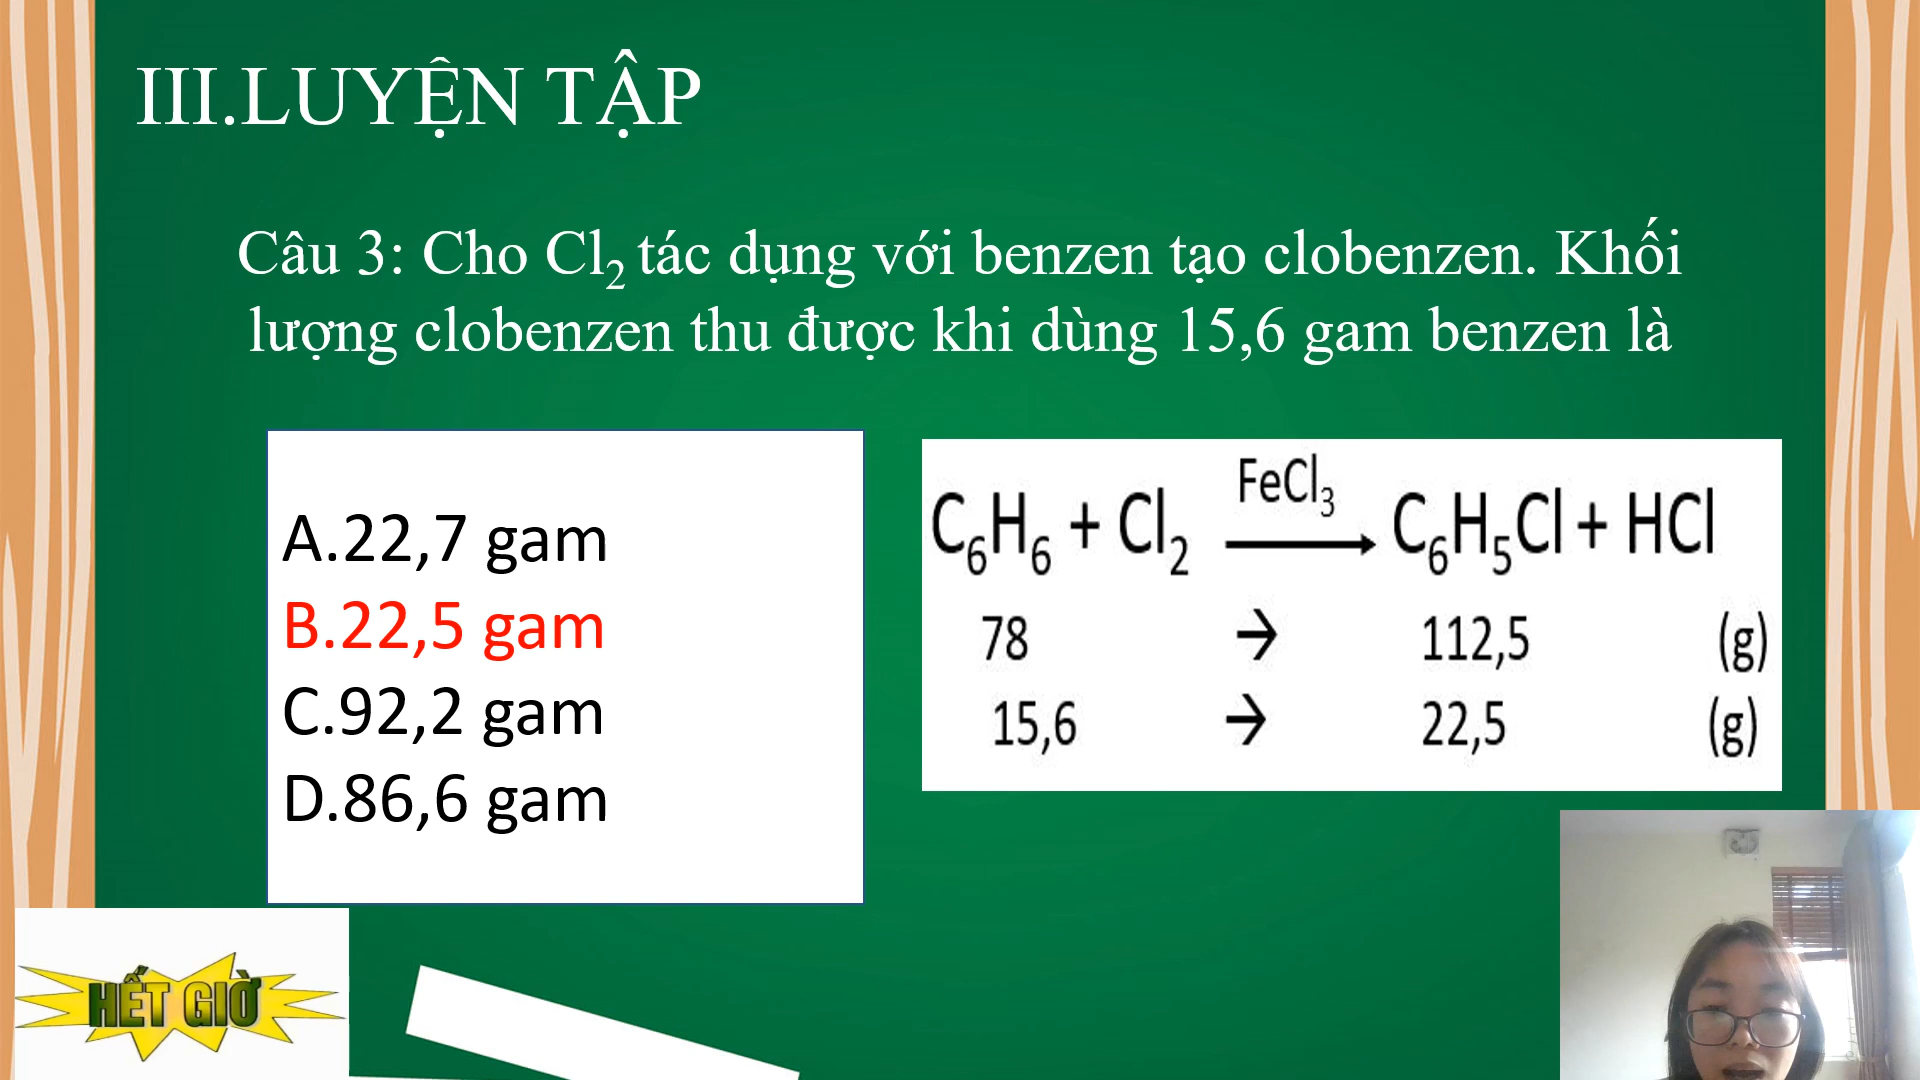 III.LUYỆN TẬP
Câu 3: Cho Cl₂ tác dụng với benzen tạo clobenzen. Khối
lượng clobenzen thu được khi dùng 15,6 gam benzen là
A.22,7 gam
B.22,5 gam
C.92,2 gam
D.86,6 gam
FeCl₃
C₆H₆ + Cl₂ → C₆H₅Cl + HCl
78 → 112,5 (g)
15,6 → 22,5 (g)
HẾT GIỜ